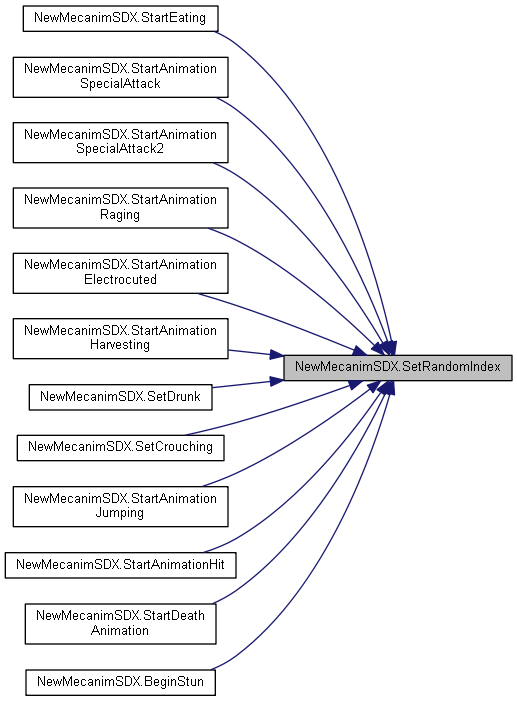 NewMecanimSDX.StartEating
NewMecanimSDX.StartAnimation
SpecialAttack
NewMecanimSDX.StartAnimation
SpecialAttack2
NewMecanimSDX.StartAnimation
Raging
NewMecanimSDX.StartAnimation
Electrocuted
NewMecanimSDX.StartAnimation
Harvesting
NewMecanimSDX.SetRandomIndex
NewMecanimSDX.SetDrunk
NewMecanimSDX.SetCrouching
NewMecanimSDX.StartAnimation
Jumping
NewMecanimSDX.StartAnimationHit
NewMecanimSDX.StartDeath
Animation
NewMecanimSDX.BeginStun